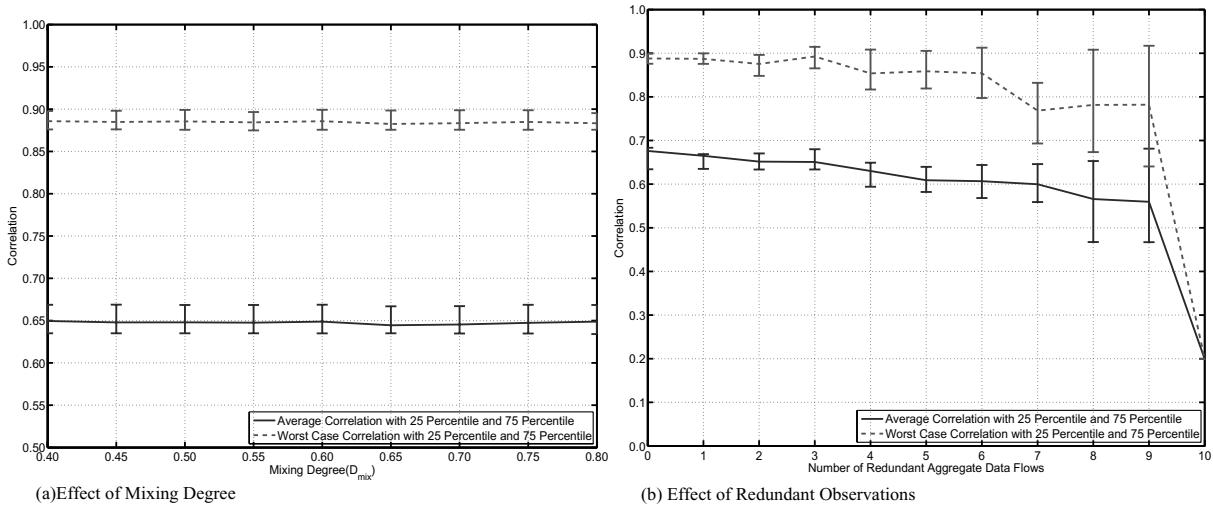 1.00
0.95
0.90
0.85
0.80
0.75
0.70
0.65
0.60
0.55
0.50
Correlation
Average Correlation with 25 Percentile and 75 Percentile
Worst Case Correlation with 25 Percentile and 75 Percentile
0.40 0.45 0.50 0.55 0.60 0.65 0.70 0.75 0.80
Mixing Degree(D_mix)
(a)Effect of Mixing Degree
1.0
0.9
0.8
0.7
0.6
0.5
0.4
0.3
0.2
0.1
0.0
Correlation
Average Correlation with 25 Percentile and 75 Percentile
Worst Case Correlation with 25 Percentile and 75 Percentile
0 1 2 3 4 5 6 7 8 9 10
Number of Redundant Aggregate Data Flows
(b) Effect of Redundant Observations